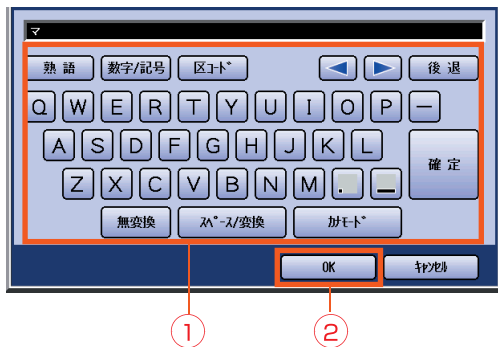 マ
熟語 数字/記号 区ｺｰﾄﾞ ◀ ▶ 後退
Q W E R T Y U I O P ー
A S D F G H J K L 確定
Z X C V B N M . _
無変換 ｽﾍﾟｰｽ/変換 ｶﾅﾓｰﾄﾞ
OK ｷｬﾝｾﾙ
① ②